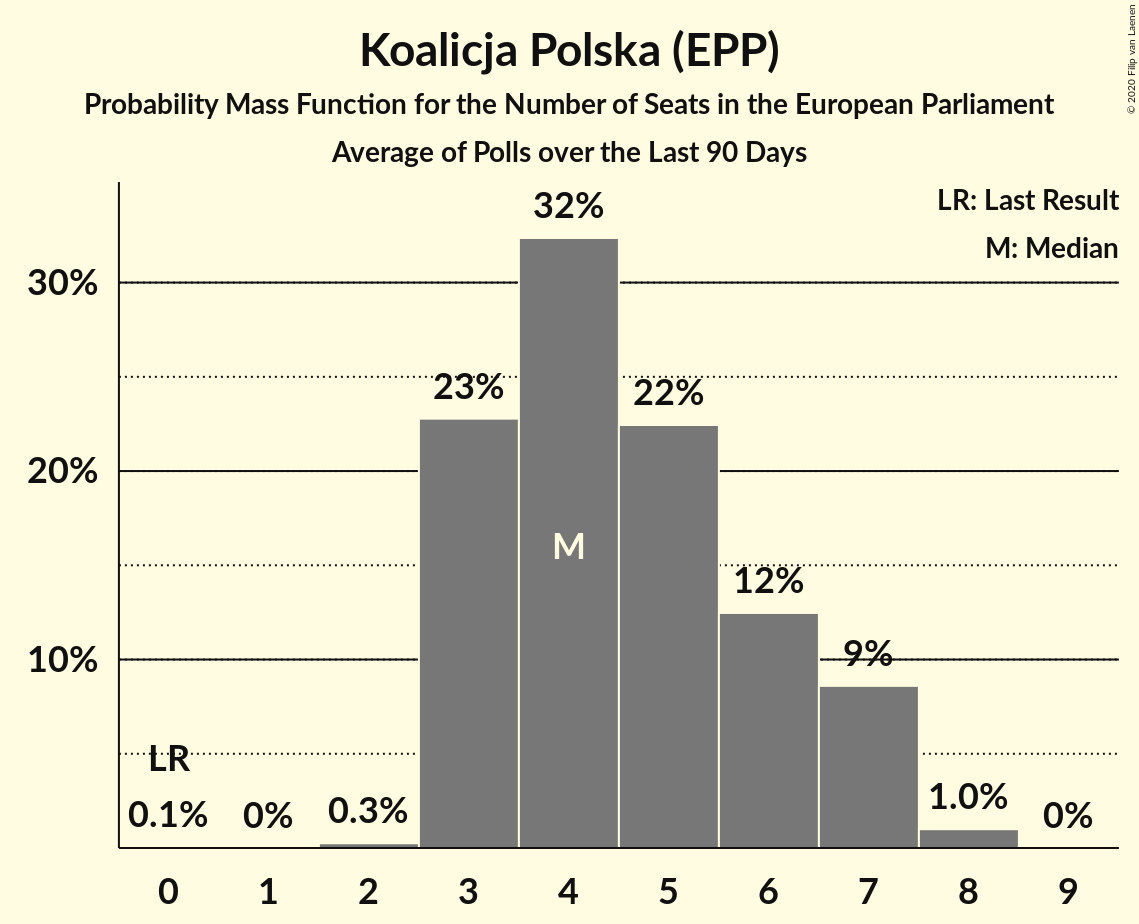 Koalicja Polska (EPP)
Probability Mass Function for the Number of Seats in the European Parliament
Average of Polls over the Last 90 Days
© 2020 Filip van Laenen
LR: Last Result
M: Median
30%
20%
10%
LR
0.1%
0%
0.3%
23%
32%
M
22%
12%
9%
1.0%
0%
0 1 2 3 4 5 6 7 8 9